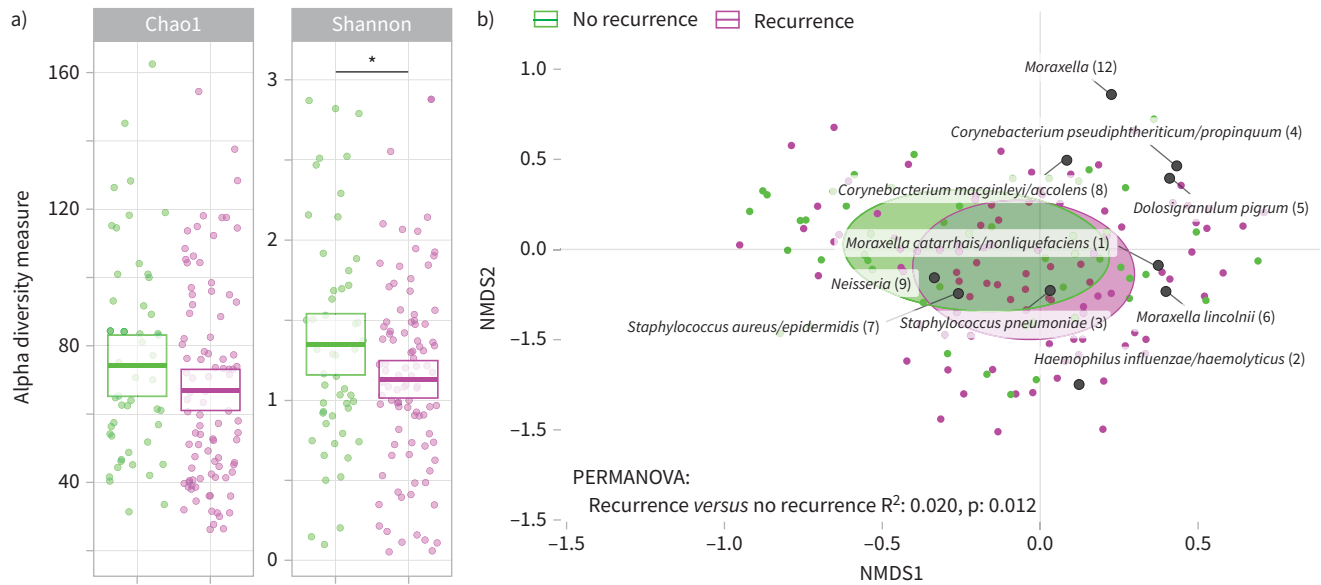 a)
Chao1
Shannon
Alpha diversity measure
160
120
80
40
3
2
1
0
*
b)
No recurrence
Recurrence
NMDS2
1.0
0.5
0.0
–1.5
–1.5
–1.5
Moraxella (12)
Corynebacterium pseudiphtheriticum/propinquum (4)
Corynebacterium macginleyi/accolens (8)
Dolosigranulum pigrum (5)
Moraxella catarrhais/nonliquefaciens (1)
Neisseria (9)
Moraxella lincolnii (6)
Staphylococcus aureus/epidermidis (7)
Staphylococcus pneumoniae (3)
Haemophilus influenzae/haemolyticus (2)
PERMANOVA:
Recurrence versus no recurrence R²: 0.020, p: 0.012
–1.5
–1.0
–0.5
0.0
0.5
NMDS1